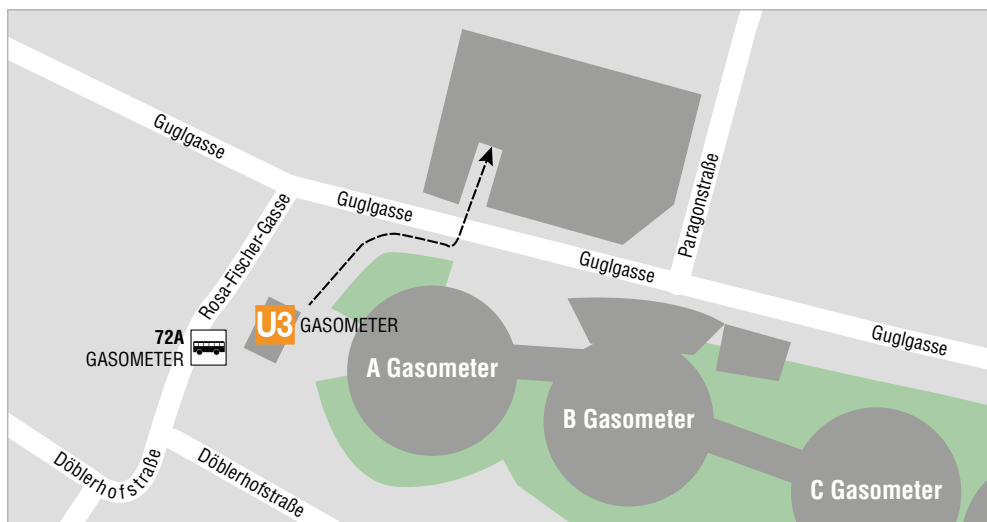 Guglgasse
Guglgasse
Paragonstraße
Guglgasse
Rosa-Fischer-Gasse
U3 GASOMETER
72A
GASOMETER
Guglgasse
A Gasometer
B Gasometer
Döblerhofstraße
Döblerhofstraße
C Gasometer